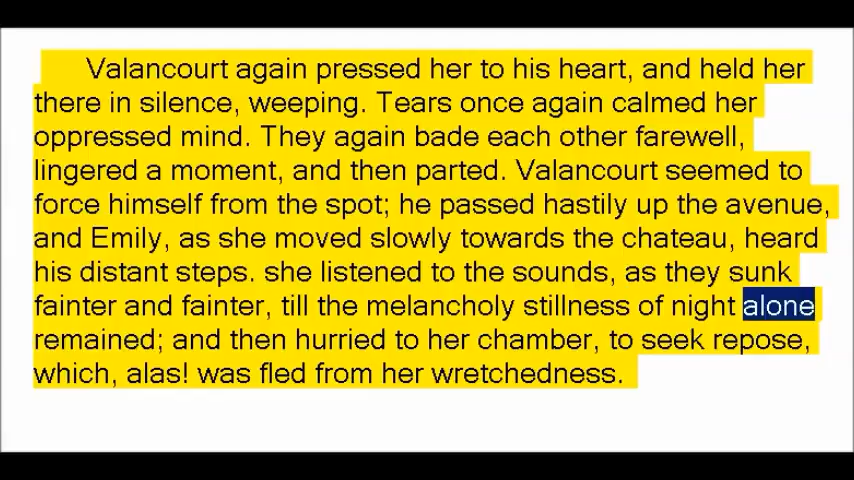 Valancourt again pressed her to his heart, and held her
there in silence, weeping. Tears once again calmed her
oppressed mind. They again bade each other farewell,
lingered a moment, and then parted. Valancourt seemed to
force himself from the spot; he passed hastily up the avenue,
and Emily, as she moved slowly towards the chateau, heard
his distant steps. she listened to the sounds, as they sunk
fainter and fainter, till the melancholy stillness of night alone
remained; and then hurried to her chamber, to seek repose,
which, alas! was fled from her wretchedness.